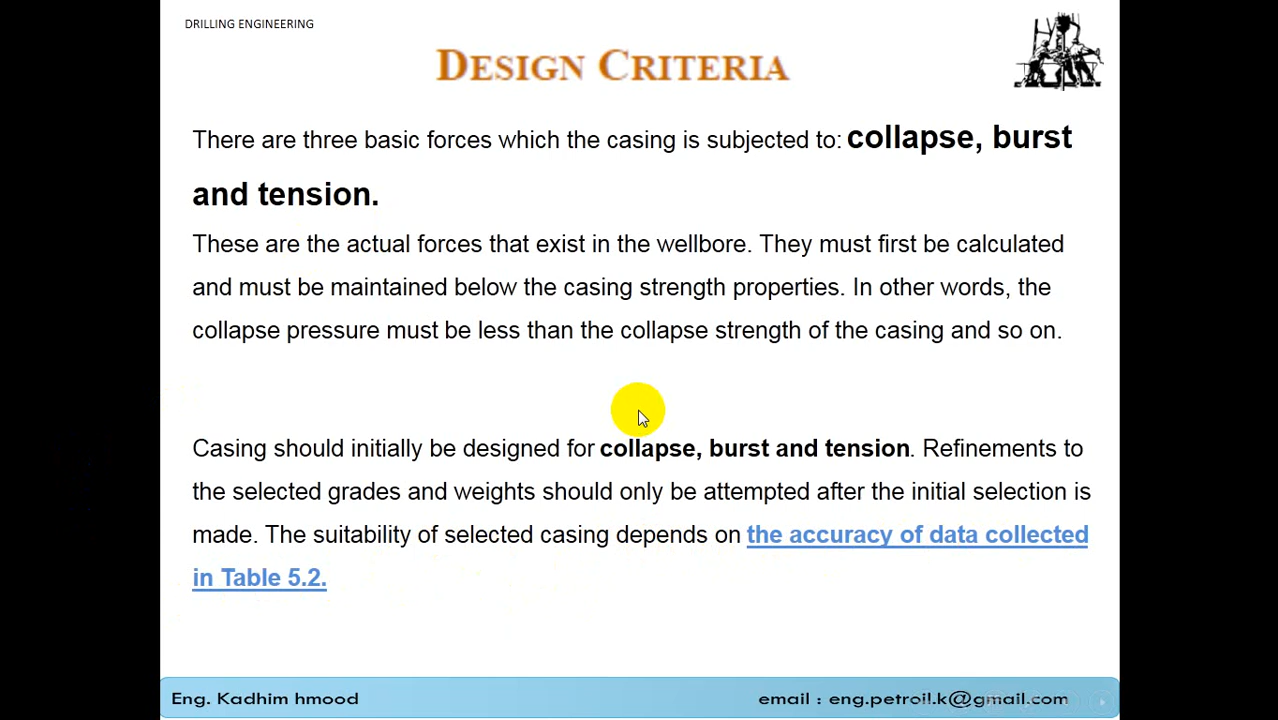 DRILLING ENGINEERING
DESIGN CRITERIA
There are three basic forces which the casing is subjected to: collapse, burst
and tension.
These are the actual forces that exist in the wellbore. They must first be calculated
and must be maintained below the casing strength properties. In other words, the
collapse pressure must be less than the collapse strength of the casing and so on.
Casing should initially be designed for collapse, burst and tension. Refinements to
the selected grades and weights should only be attempted after the initial selection is
made. The suitability of selected casing depends on the accuracy of data collected
in Table 5.2.
Eng. Kadhim hmood
email : eng.petroil.k@gmail.com